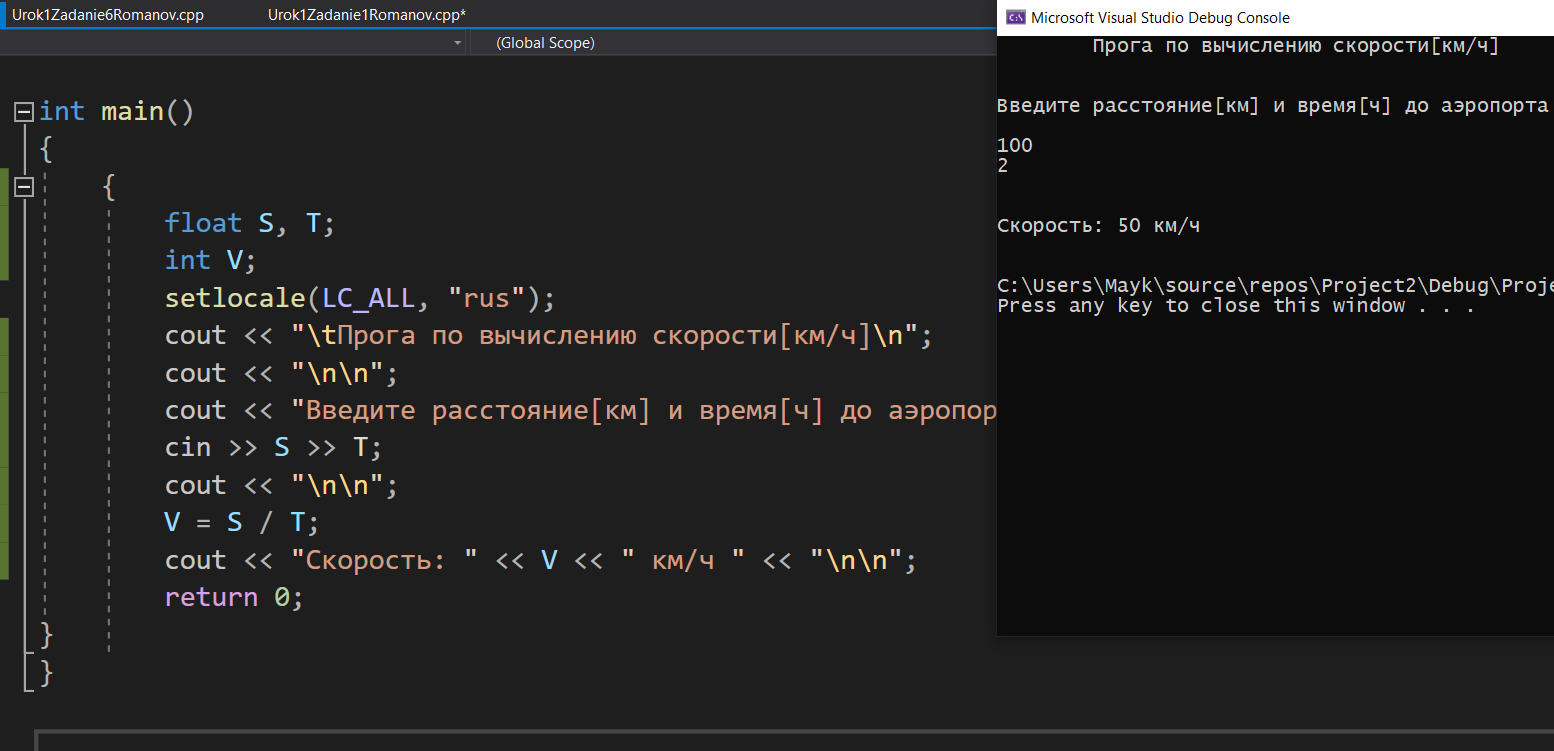 Urok1Zadanie6Romanov.cpp
Urok1Zadanie1Romanov.cpp*
(Global Scope)
int main()
{
{
float S, T;
int V;
setlocale(LC_ALL, "rus");
cout << "\tПрога по вычислению скорости[км/ч]\n";
cout << "\n\n";
cout << "Введите расстояние[км] и время[ч] до аэропор
cin >> S >> T;
cout << "\n\n";
V = S / T;
cout << "Скорость: " << V << " км/ч " << "\n\n";
return 0;
}
}
Microsoft Visual Studio Debug Console
Прога по вычислению скорости[км/ч]
Введите расстояние[км] и время[ч] до аэропорта
100
2
Скорость: 50 км/ч
C:\Users\Mayk\source\repos\Project2\Debug\Proje
Press any key to close this window . . .